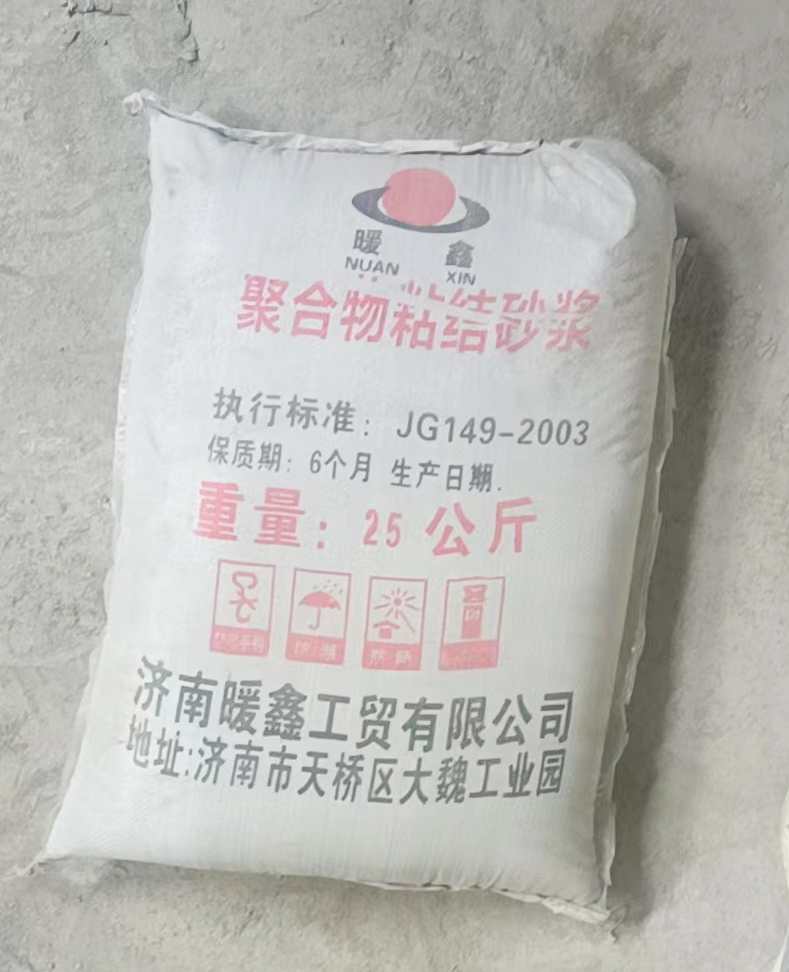 暖 鑫
NUAN XIN
聚合物粘结砂浆
执行标准：JG149-2003
保质期：6个月 生产日期.
重量：25公斤
济南暖鑫工贸有限公司
地址:济南市天桥区大魏工业园